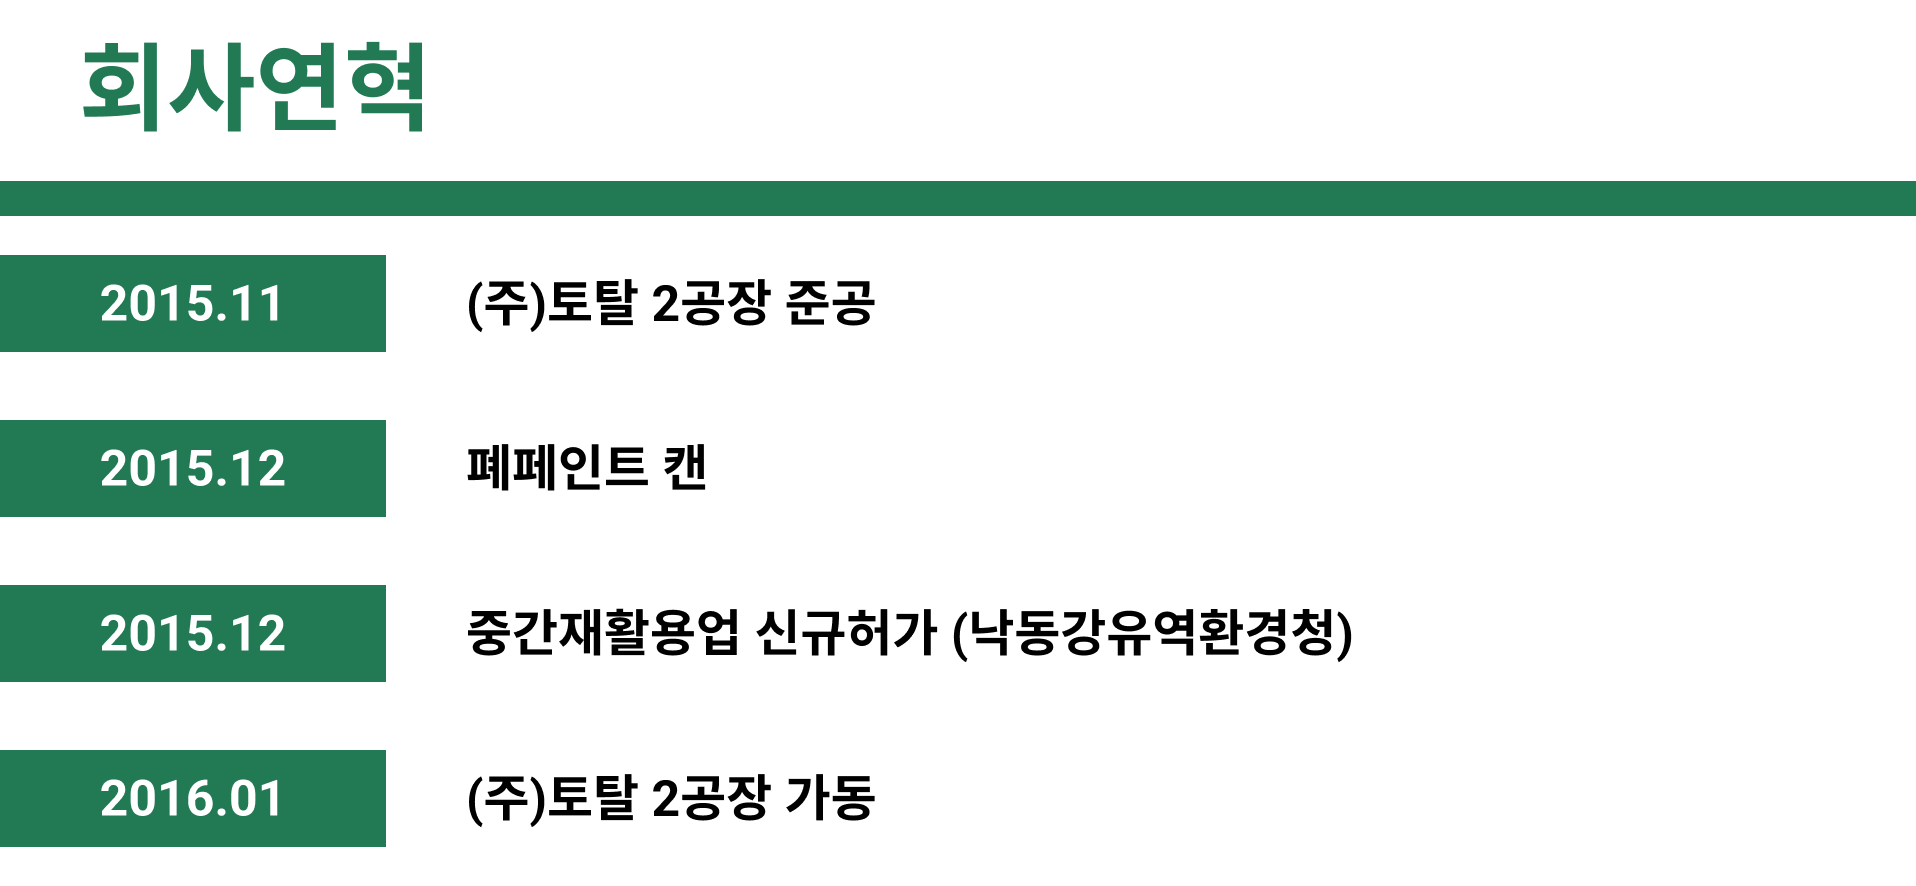 회사연혁
2015.11 (주)토탈 2공장 준공
2015.12 폐페인트 캔
2015.12 중간재활용업 신규허가 (낙동강유역환경청)
2016.01 (주)토탈 2공장 가동